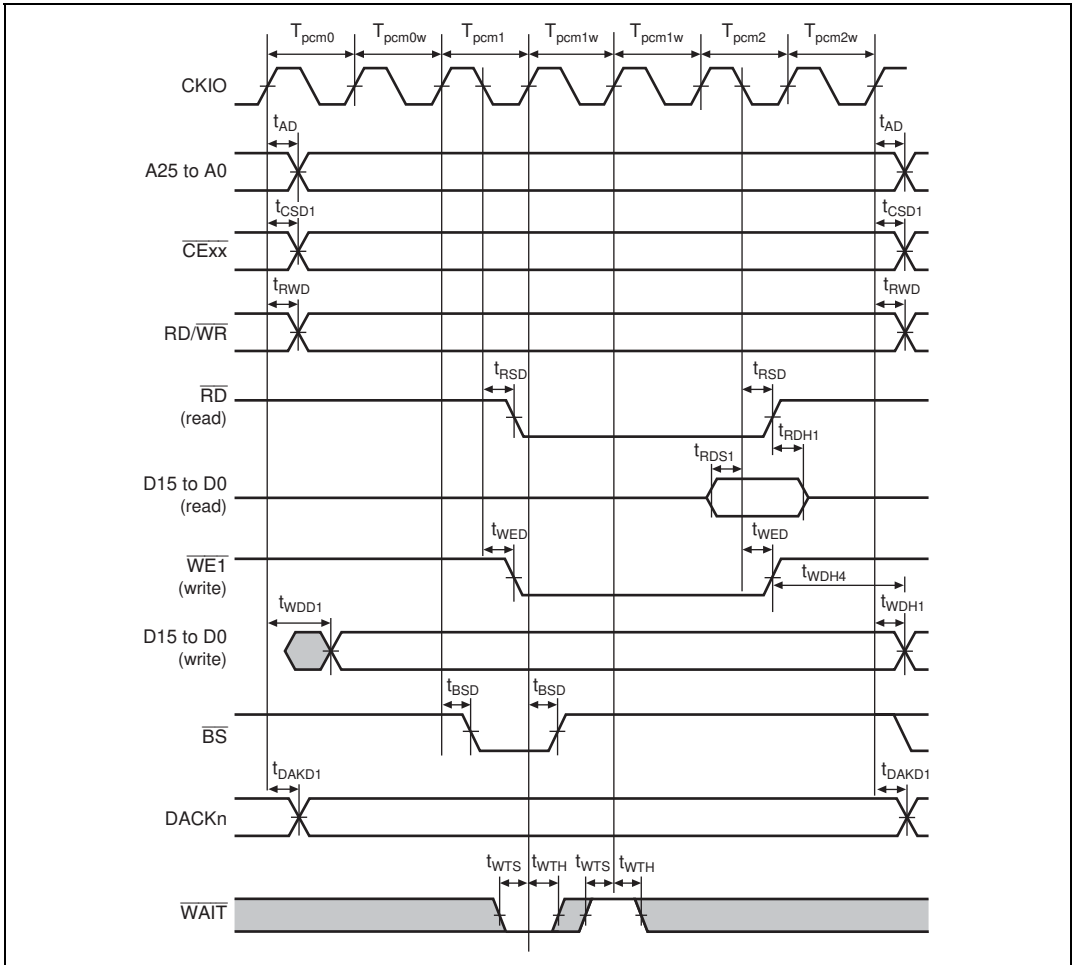 Tpcm0 Tpcm0w Tpcm1 Tpcm1w Tpcm1w Tpcm2 Tpcm2w
CKIO
tAD tAD
A25 to A0
tCSD1 tCSD1
CExx
tRWD tRWD
RD/WR
tRSD tRSD
RD
(read)
tRDH1
tRDS1
D15 to D0
(read)
tWED tWED
WE1
(write)
tWDH4
tWDD1 tWDH1
D15 to D0
(write)
tBSD tBSD
BS
tDAKD1 tDAKD1
DACKn
tWTS tWTH tWTS tWTH
WAIT